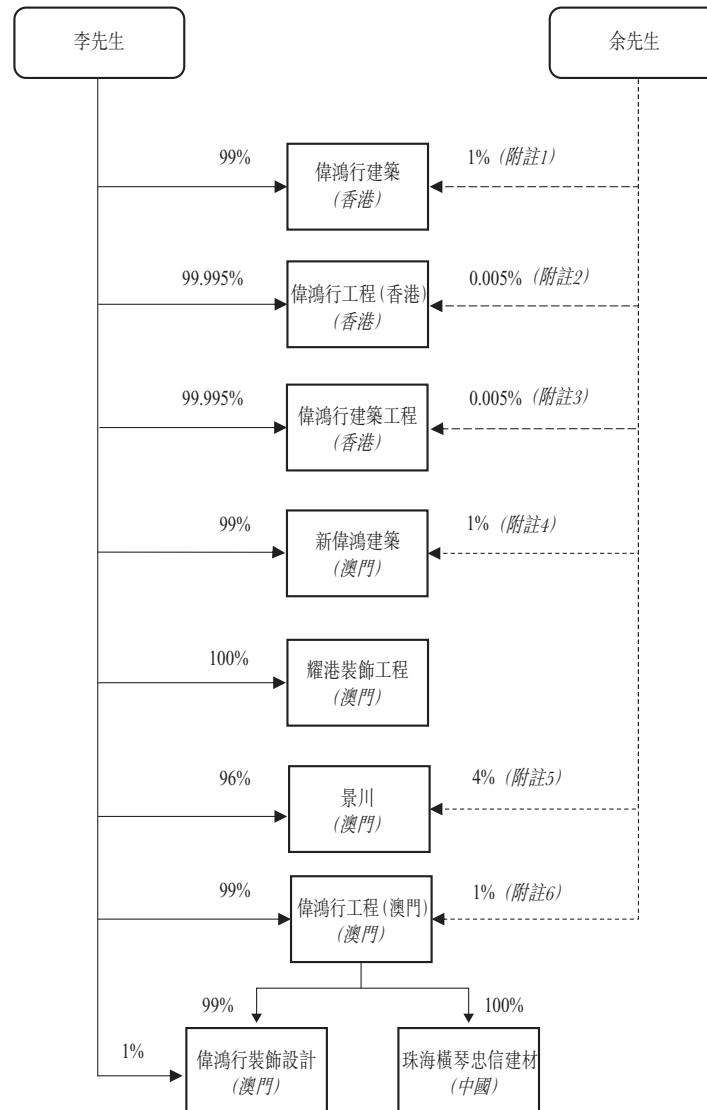 李先生
余先生
99%
偉鴻行建築
(香港)
1% (附註1)
99.995%
偉鴻行工程(香港)
(香港)
0.005% (附註2)
99.995%
偉鴻行建築工程
(香港)
0.005% (附註3)
99%
新偉鴻建築
(澳門)
1% (附註4)
100%
耀港裝飾工程
(澳門)
96%
景川
(澳門)
4% (附註5)
99%
偉鴻行工程(澳門)
(澳門)
1% (附註6)
99%
100%
1%
偉鴻行裝飾設計
(澳門)
珠海橫琴忠信建材
(中國)